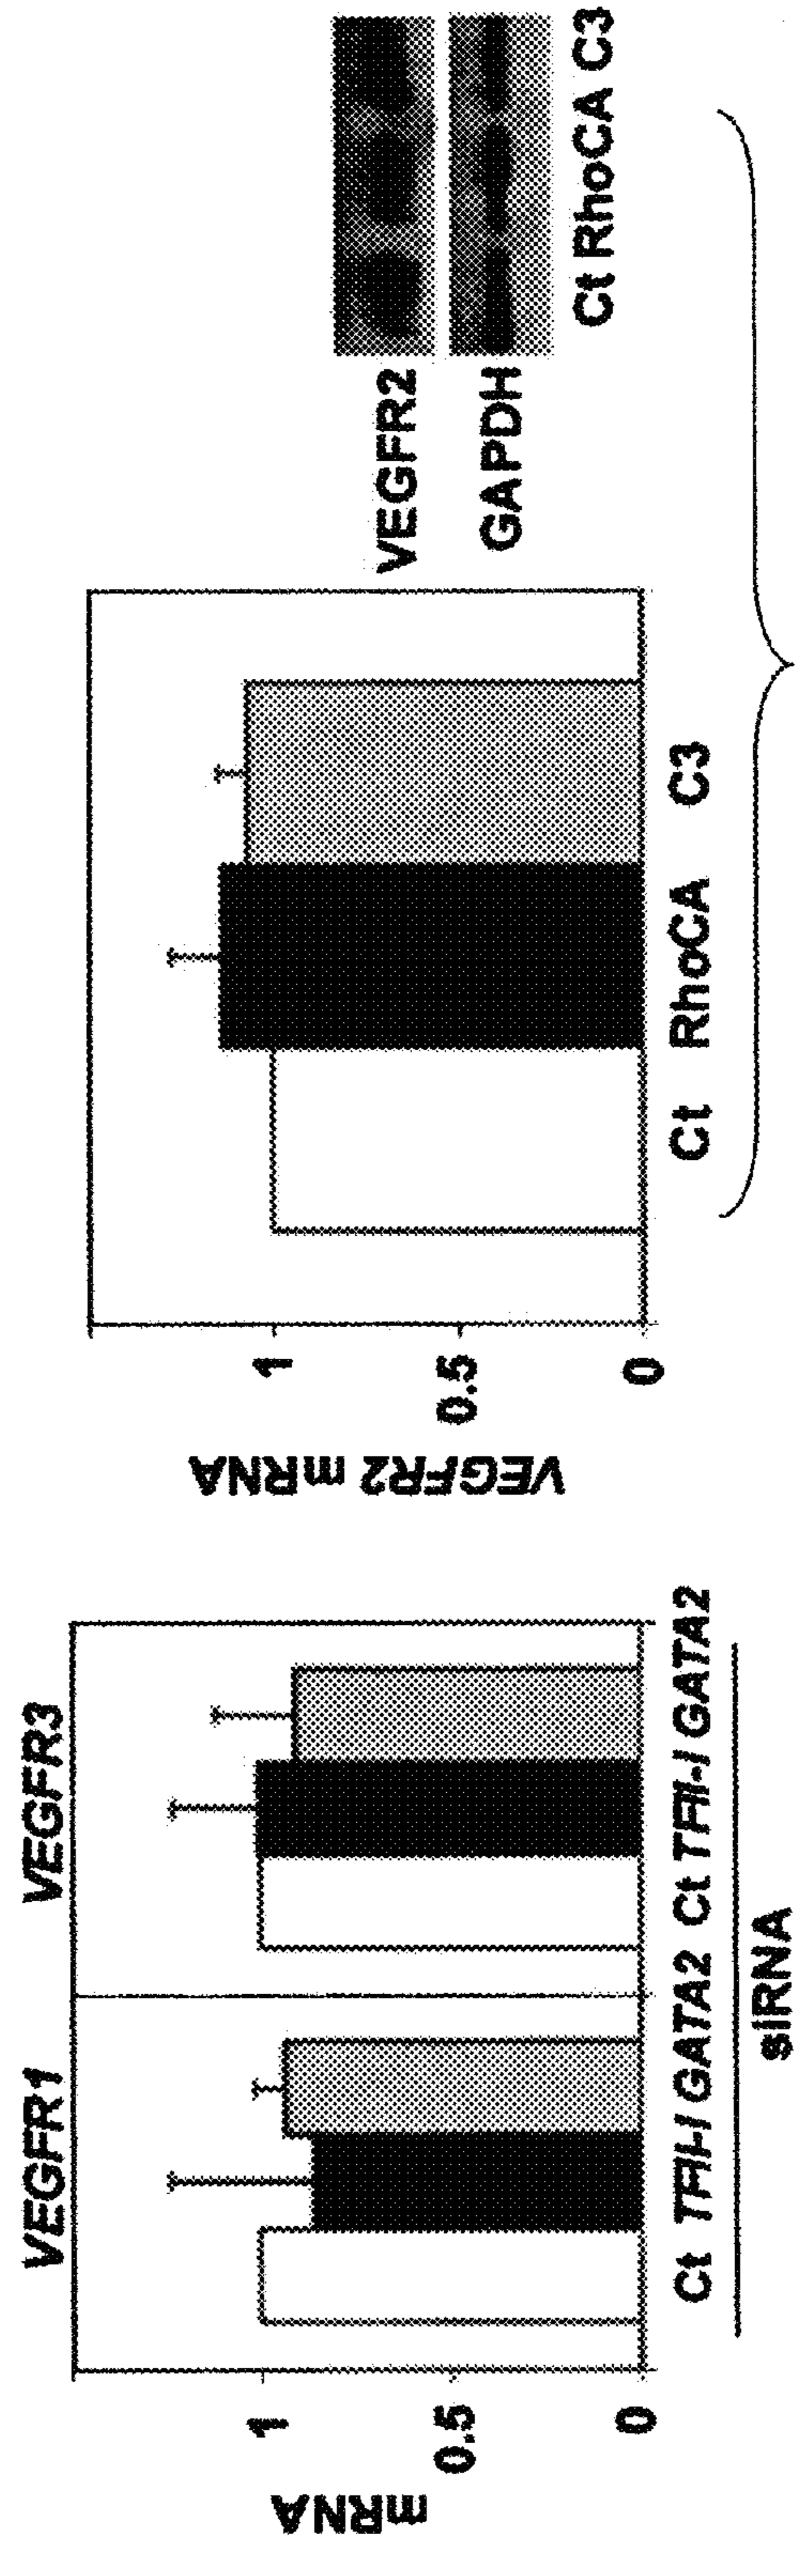 VEGFR1 VEGFR3
mRNA
1
0.5
0
Ct TFII-I GATA2 Ct TFII-I GATA2
siRNA
VEGFR2 mRNA
1
0.5
0
Ct RhoCA C3
VEGFR2
GAPDH
Ct RhoCA C3